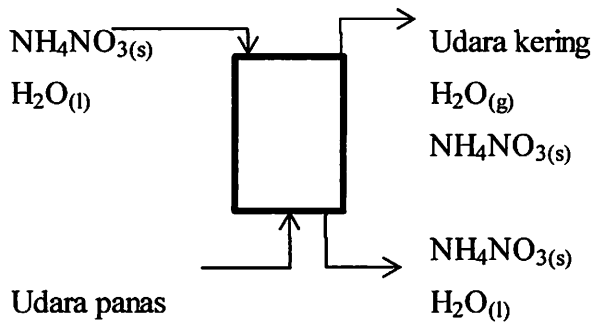 NH₄NO₃₍ₛ₎
H₂O₍ₗ₎
Udara panas
Udara kering
H₂O₍g₎
NH₄NO₃₍ₛ₎
NH₄NO₃₍ₛ₎
H₂O₍ₗ₎